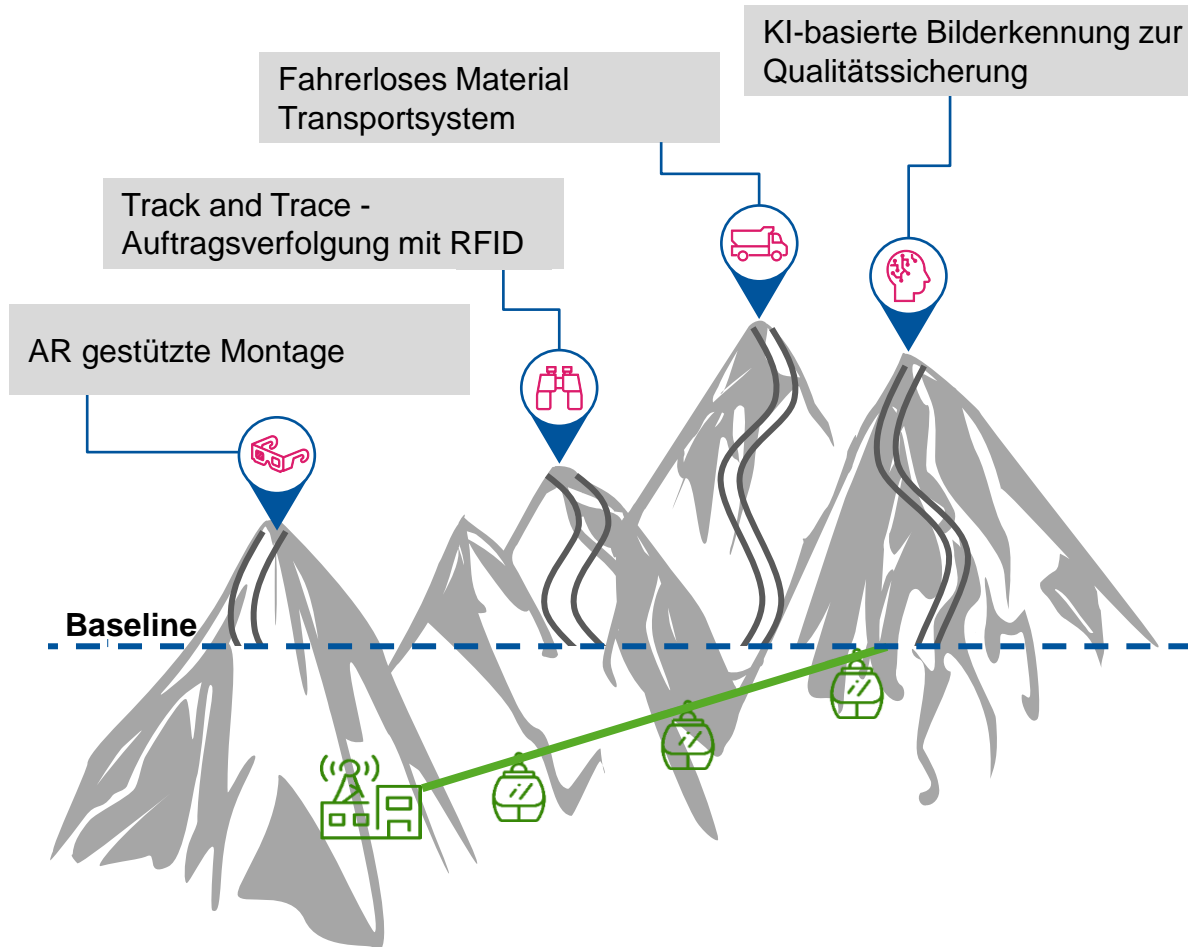 KI-basierte Bilderkennung zur
Qualitätssicherung
Fahrerloses Material
Transportsystem
Track and Trace -
Auftragsverfolgung mit RFID
AR gestützte Montage
Baseline